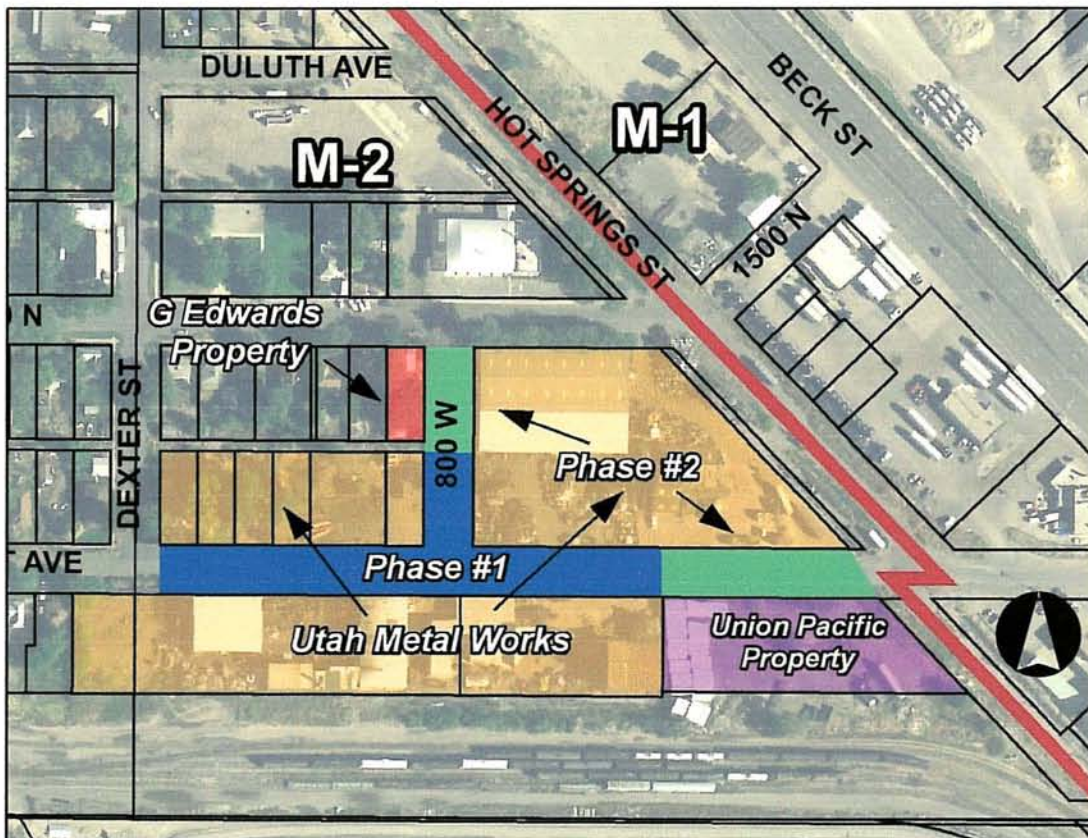 DULUTH AVE
BECK ST
M-1
M-2
HOT SPRINGS ST
1500 N
N
G Edwards
Property
DEXTER ST
800 W
Phase #2
AVE
Phase #1
Utah Metal Works
Union Pacific
Property